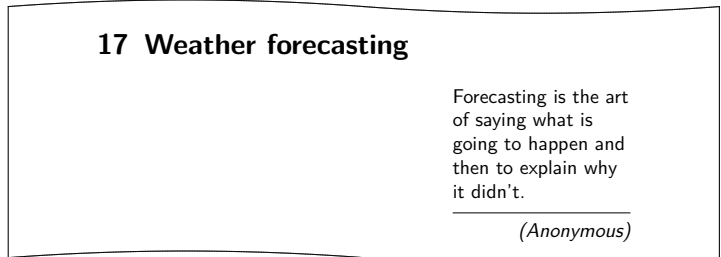 17 Weather forecasting
Forecasting is the art
of saying what is
going to happen and
then to explain why
it didn't.
(Anonymous)